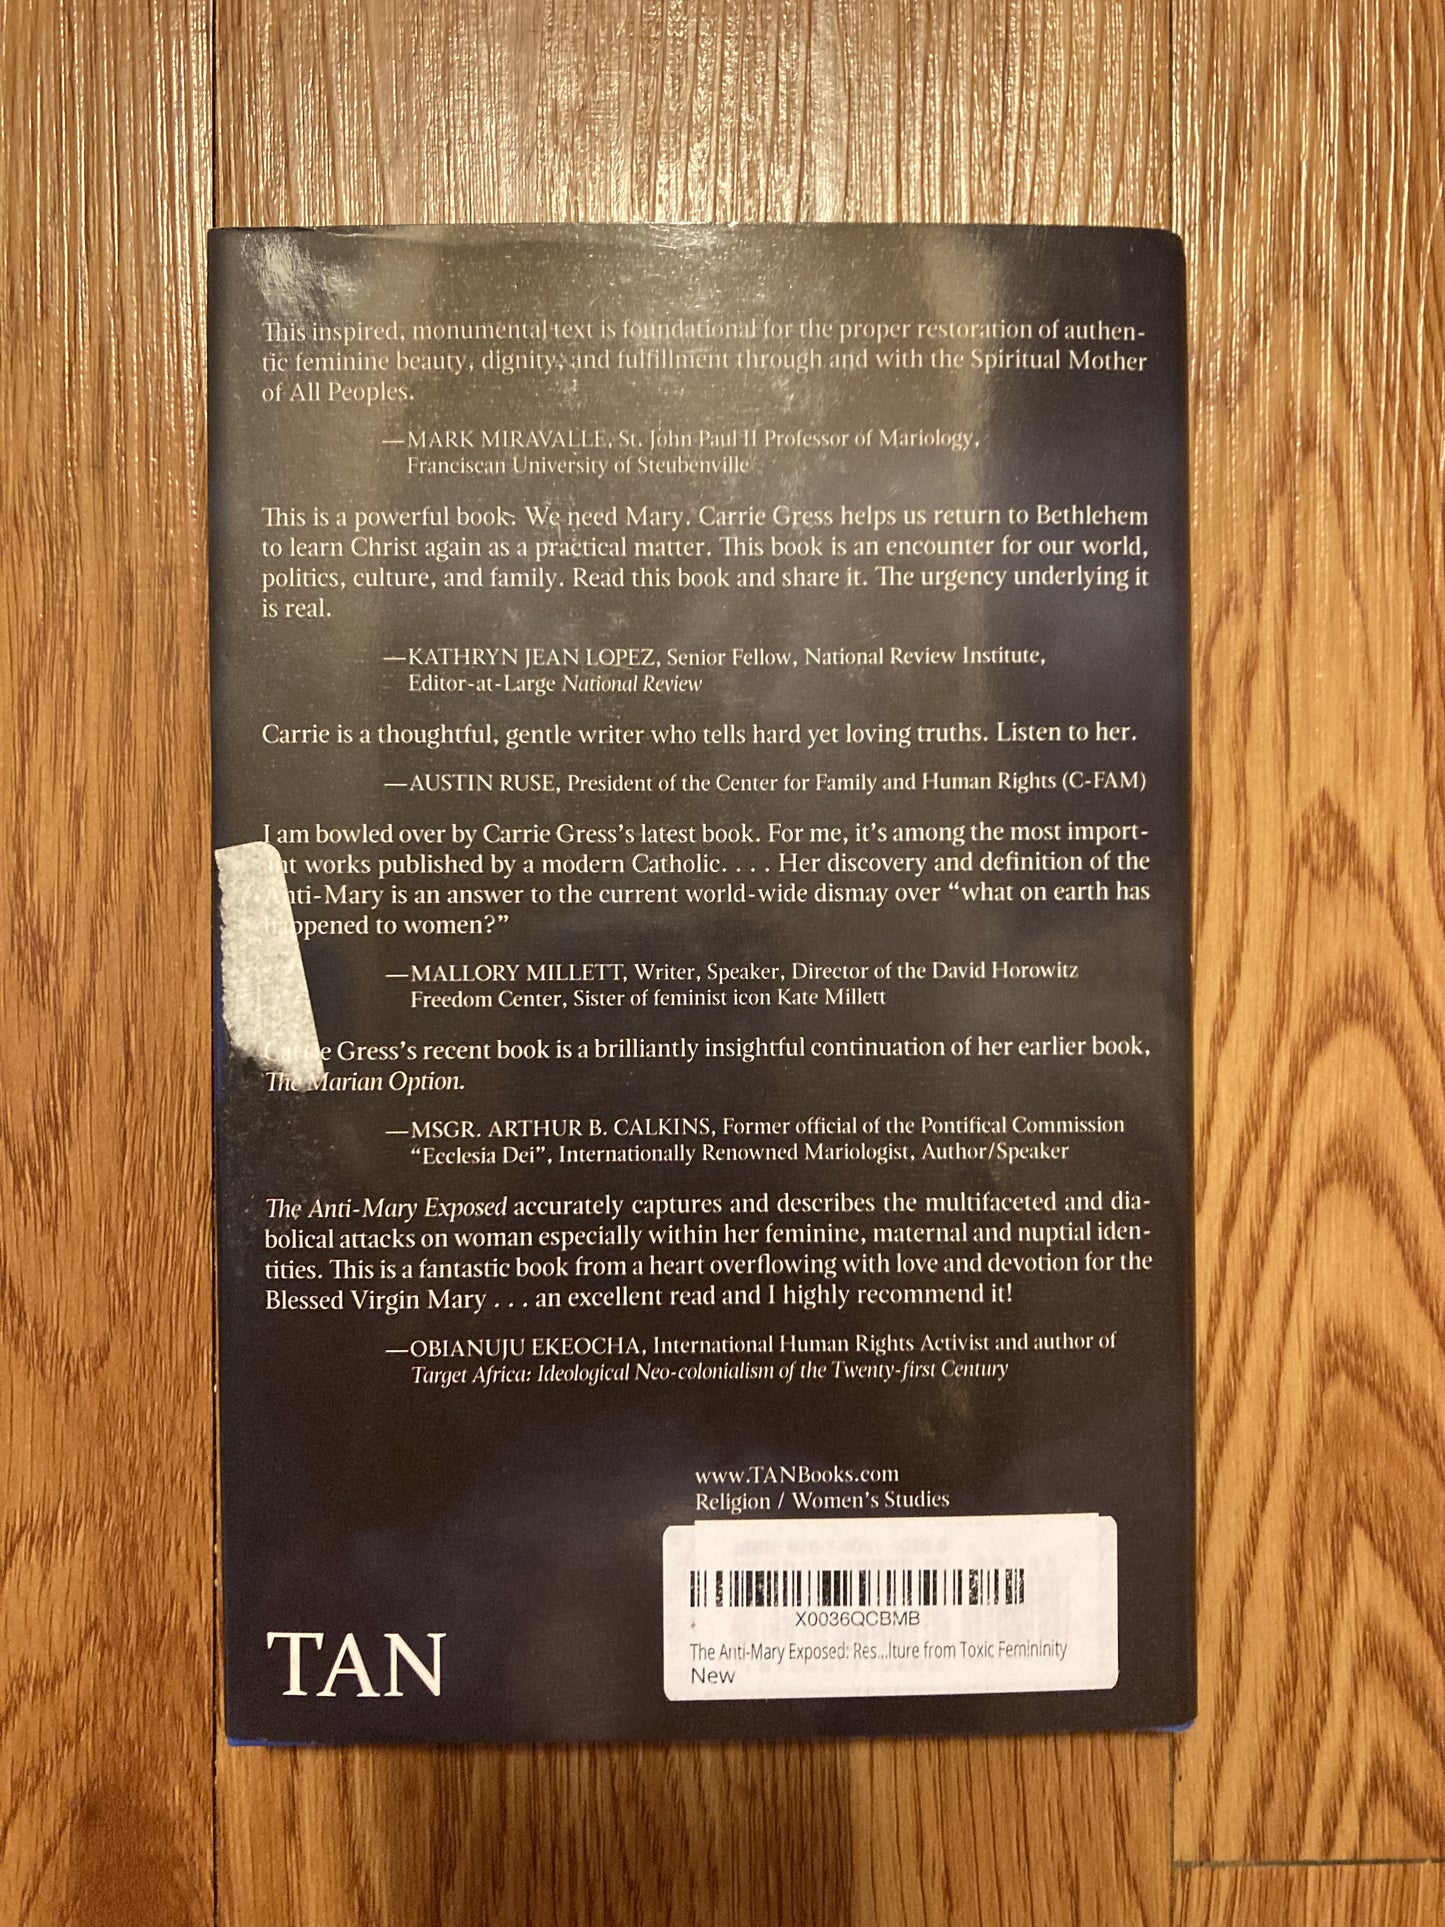 This inspired, monumental text is foundational for the proper restoration of authen-
tic feminine beauty, dignity, and fulfillment through and with the Spiritual Mother
of All Peoples.
—MARK MIRAVALLE, St. John Paul II Professor of Mariology,
Franciscan University of Steubenville
This is a powerful book. We need Mary. Carrie Gress helps us return to Bethlehem
to learn Christ again as a practical matter. This book is an encounter for our world,
politics, culture, and family. Read this book and share it. The urgency underlying it
is real.
—KATHRYN JEAN LOPEZ, Senior Fellow, National Review Institute,
Editor-at-Large National Review
Carrie is a thoughtful, gentle writer who tells hard yet loving truths. Listen to her.
—AUSTIN RUSE, President of the Center for Family and Human Rights (C-FAM)
I am bowled over by Carrie Gress's latest book. For me, it's among the most import-
ant works published by a modern Catholic. . . . Her discovery and definition of the
Anti-Mary is an answer to the current world-wide dismay over “what on earth has
happened to women?”
—MALLORY MILLETT, Writer, Speaker, Director of the David Horowitz
Freedom Center, Sister of feminist icon Kate Millett
Carrie Gress's recent book is a brilliantly insightful continuation of her earlier book,
The Marian Option.
—MSGR. ARTHUR B. CALKINS, Former official of the Pontifical Commission
“Ecclesia Dei”, Internationally Renowned Mariologist, Author/Speaker
The Anti-Mary Exposed accurately captures and describes the multifaceted and dia-
bolical attacks on woman especially within her feminine, maternal and nuptial iden-
tities. This is a fantastic book from a heart overflowing with love and devotion for the
Blessed Virgin Mary . . . an excellent read and I highly recommend it!
—OBIANUJU EKEOCHA, International Human Rights Activist and author of
Target Africa: Ideological Neo-colonialism of the Twenty-first Century
www.TANBooks.com
Religion / Women's Studies
X0036QCBMB
The Anti-Mary Exposed: Res...lture from Toxic Femininity
New
TAN